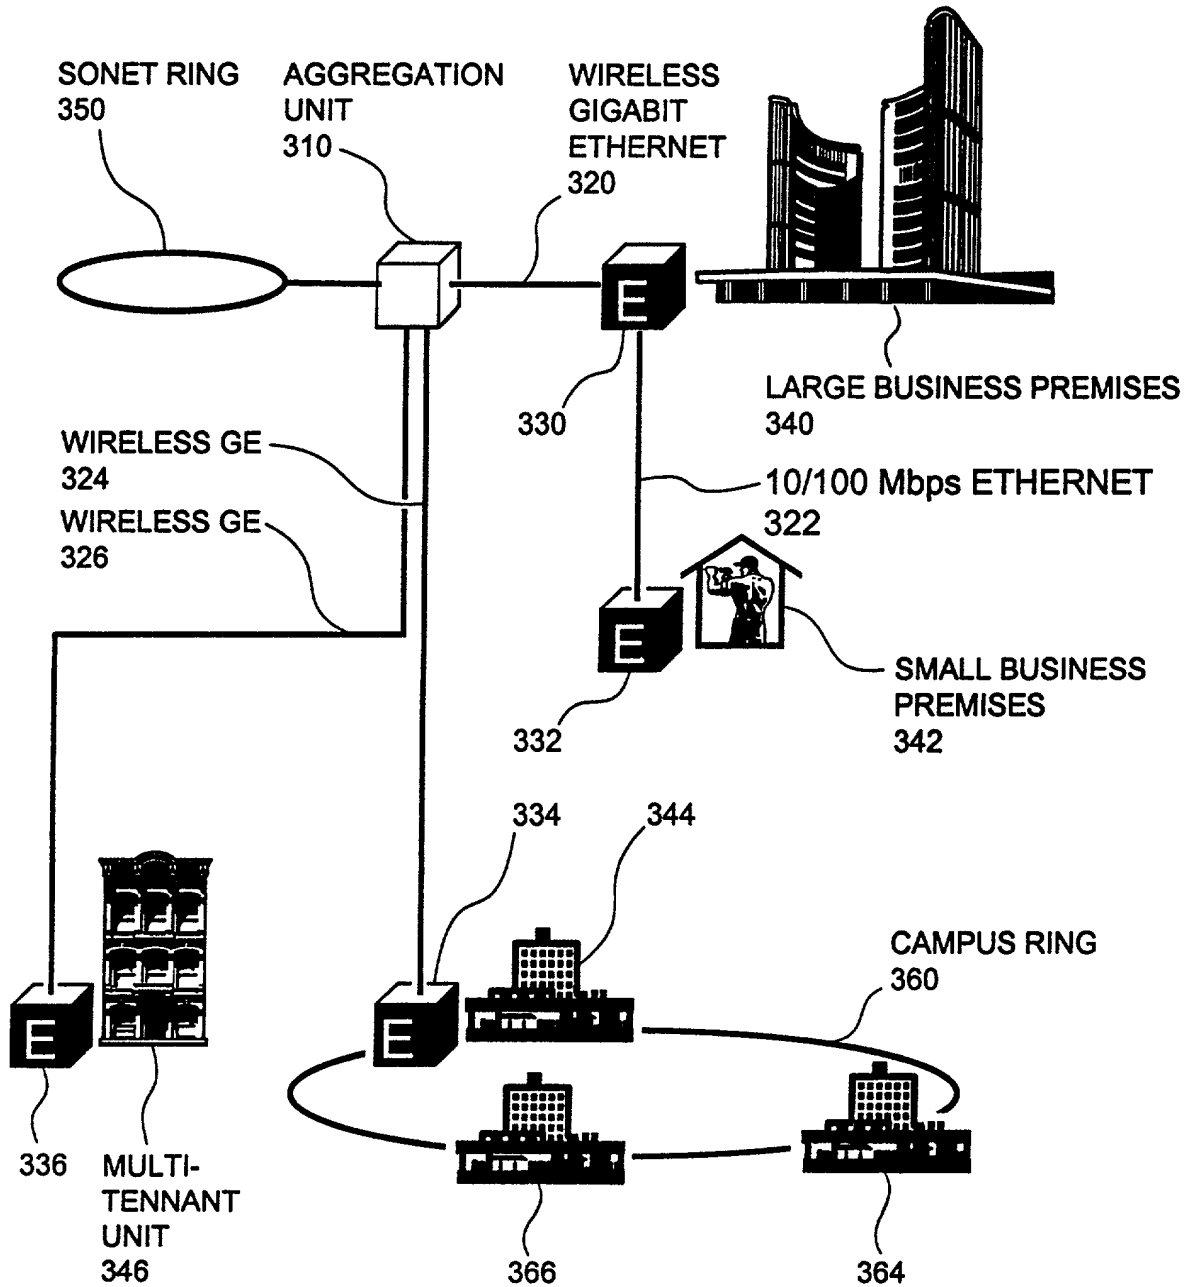 SONET RING
350
AGGREGATION
UNIT
310
WIRELESS
GIGABIT
ETHERNET
320
E
330
LARGE BUSINESS PREMISES
340
WIRELESS GE
324
WIRELESS GE
326
10/100 Mbps ETHERNET
322
E
332
SMALL BUSINESS
PREMISES
342
334
344
CAMPUS RING
360
E
E
336
MULTI-
TENNANT
UNIT
346
366
364